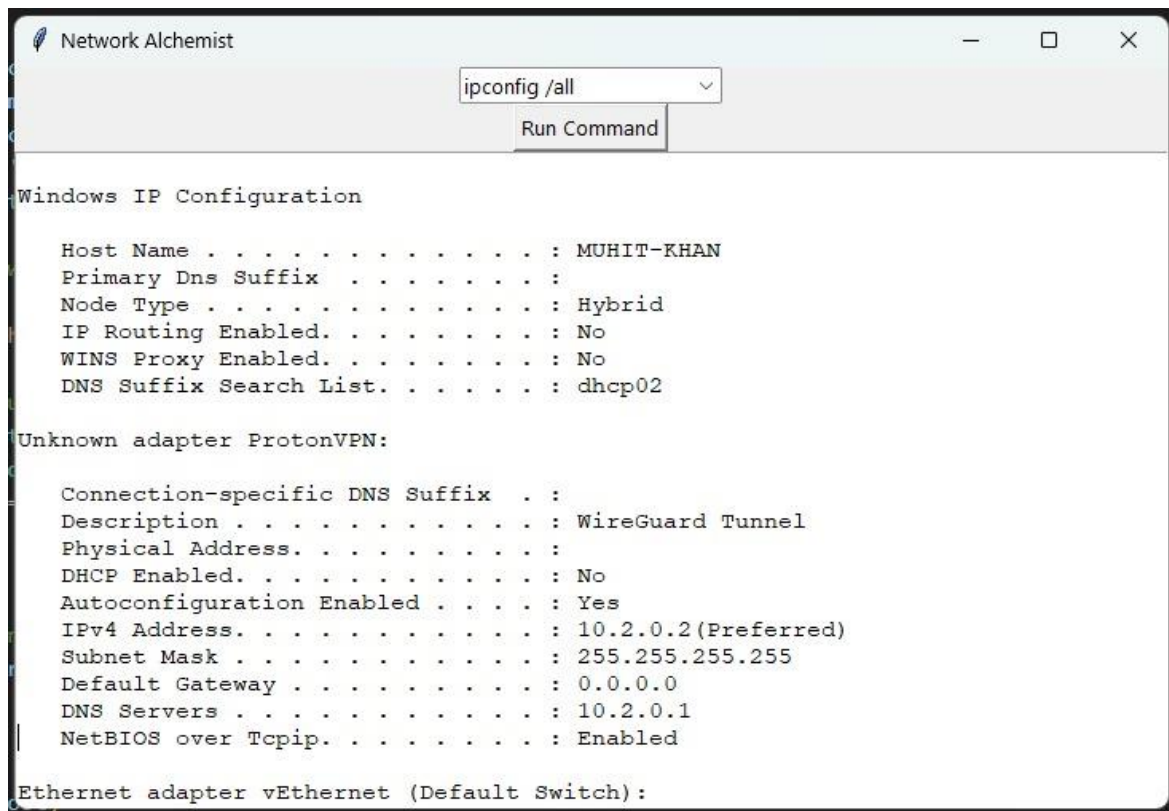 Network Alchemist
ipconfig /all
Run Command
Windows IP Configuration
Host Name . . . . . . . . . . . . : MUHIT-KHAN
Primary Dns Suffix  . . . . . . . :
Node Type . . . . . . . . . . . . : Hybrid
IP Routing Enabled. . . . . . . . : No
WINS Proxy Enabled. . . . . . . . : No
DNS Suffix Search List. . . . . . : dhcp02
Unknown adapter ProtonVPN:
Connection-specific DNS Suffix  . :
Description . . . . . . . . . . . : WireGuard Tunnel
Physical Address. . . . . . . . . :
DHCP Enabled. . . . . . . . . . . : No
Autoconfiguration Enabled . . . . : Yes
IPv4 Address. . . . . . . . . . . : 10.2.0.2(Preferred)
Subnet Mask . . . . . . . . . . . : 255.255.255.255
Default Gateway . . . . . . . . . : 0.0.0.0
DNS Servers . . . . . . . . . . . : 10.2.0.1
NetBIOS over Tcpip. . . . . . . . : Enabled
Ethernet adapter vEthernet (Default Switch):